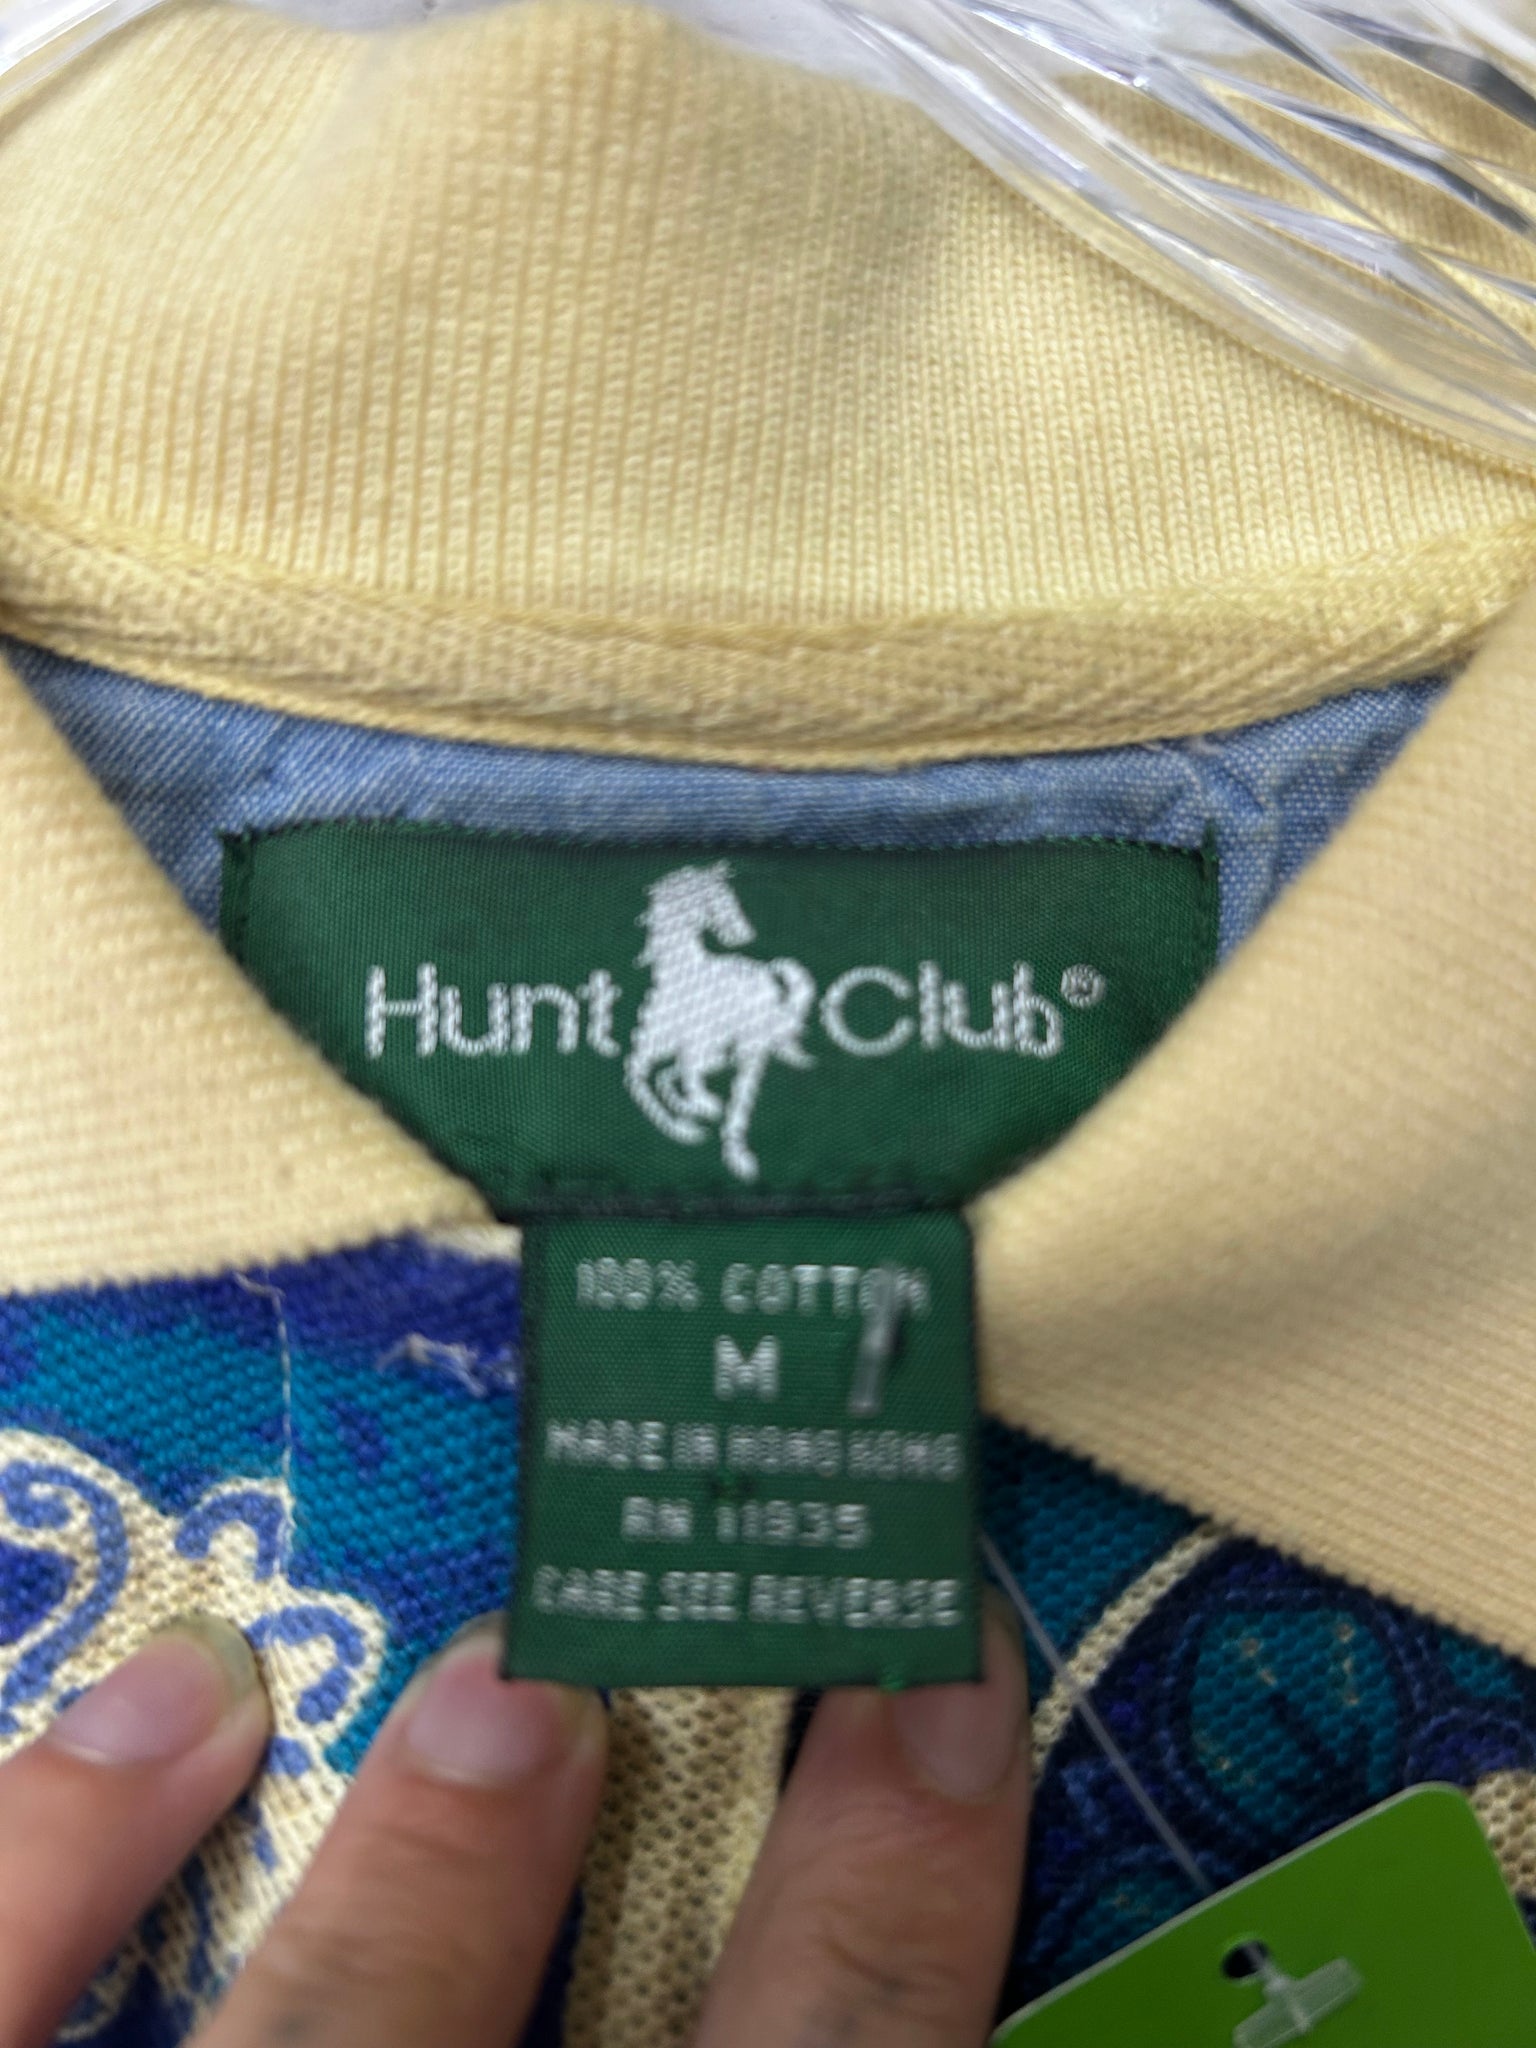 Hunt Club®
100% COTTON
M
MADE IN HONG KONG
RN 11935
CARE SEE REVERSE